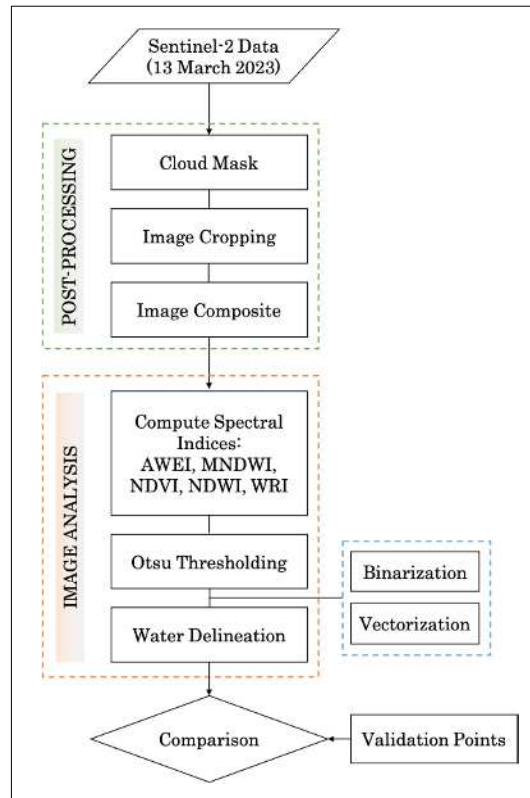 Sentinel-2 Data
(13 March 2023)
POST-PROCESSING
Cloud Mask
Image Cropping
Image Composite
IMAGE ANALYSIS
Compute Spectral
Indices:
AWEI, MNDWI,
NDVI, NDWI, WRI
Otsu Thresholding
Binarization
Vectorization
Water Delineation
Comparison
Validation Points